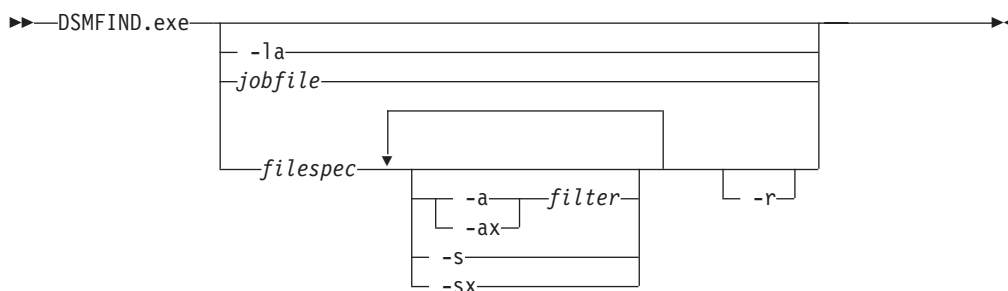 DSMFIND.exe
-la
jobfile
filespec
-a filter
-r
-ax
-s
-sx